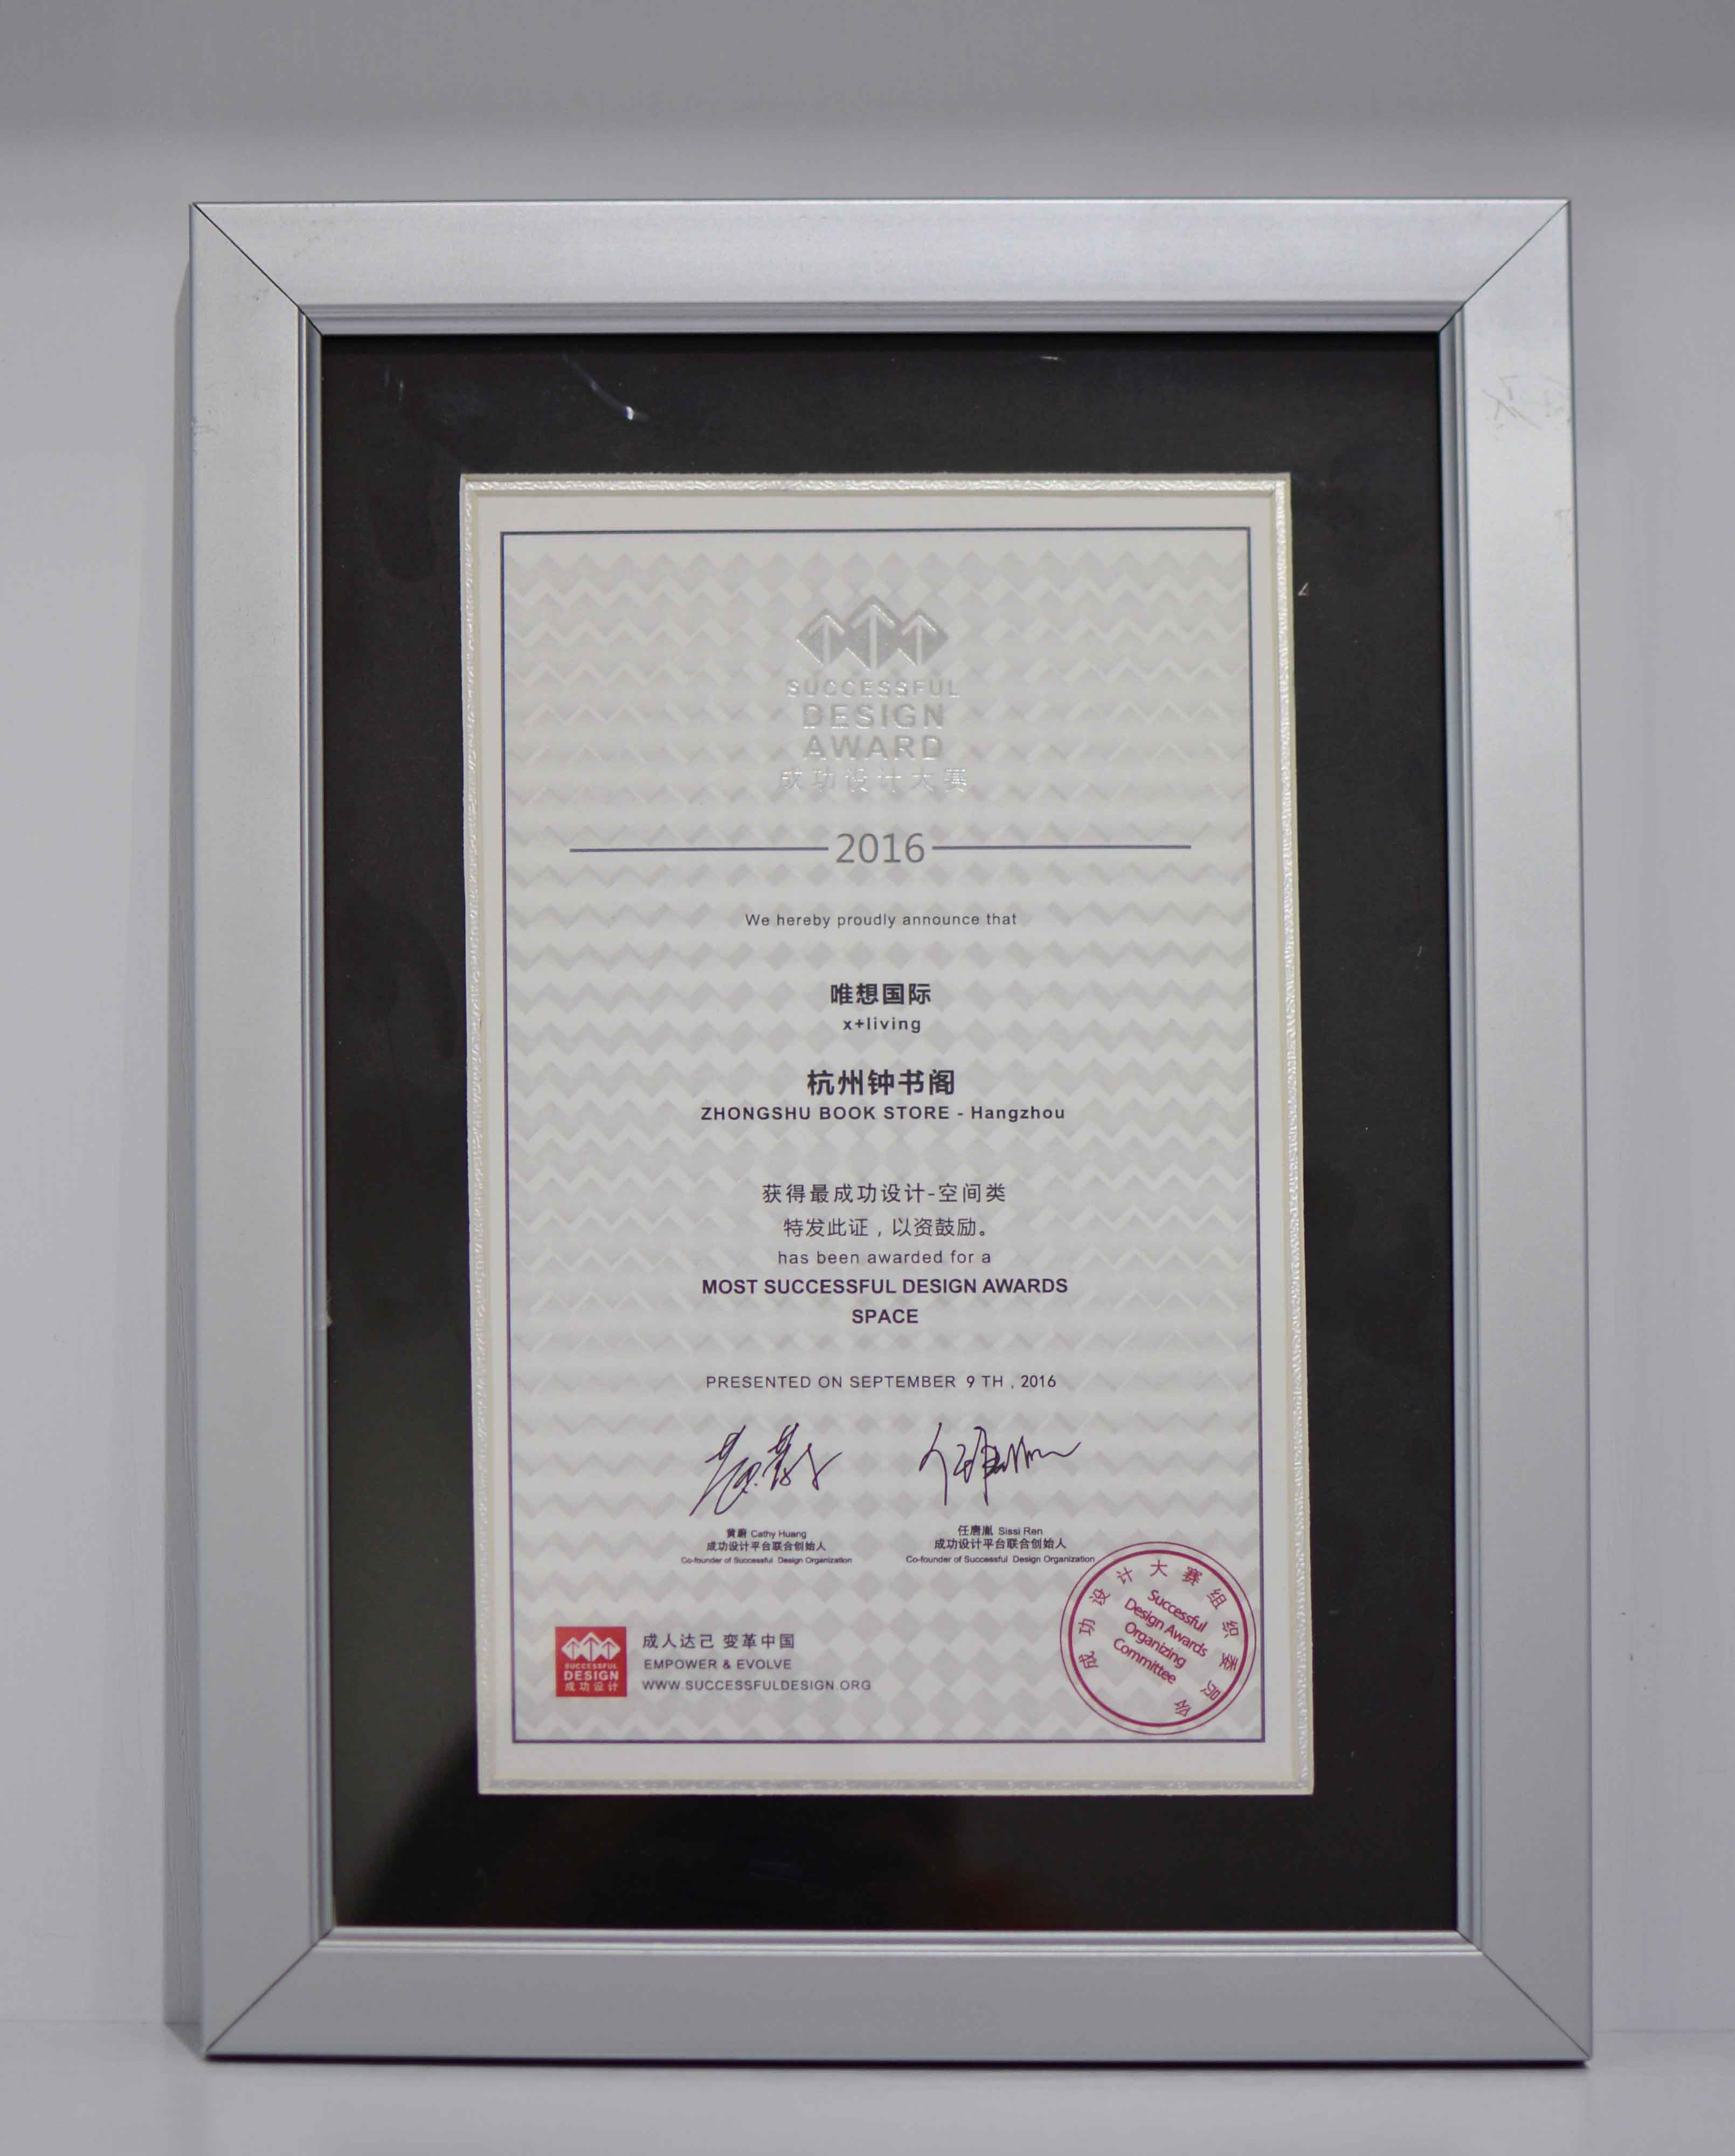 SUCCESSFUL
DESIGN
AWARD
成功设计大赛
2016
We hereby proudly announce that
唯想国际
x+living
杭州钟书阁
ZHONGSHU BOOK STORE - Hangzhou
获得最成功设计-空间类
特发此证，以资鼓励。
has been awarded for a
MOST SUCCESSFUL DESIGN AWARDS
SPACE
PRESENTED ON SEPTEMBER 9 TH , 2016
黄蔚 Cathy Huang
成功设计平台联合创始人
Co-founder of Successful Design Organization
任唐胤 Sissi Ren
成功设计平台联合创始人
Co-founder of Successful Design Organization
SUCCESSFUL
DESIGN
成功设计
成人达己 变革中国
EMPOWER & EVOLVE
WWW.SUCCESSFULDESIGN.ORG
成功设计大赛组织委员会
Successful
Design Awards
Organizing
Committee